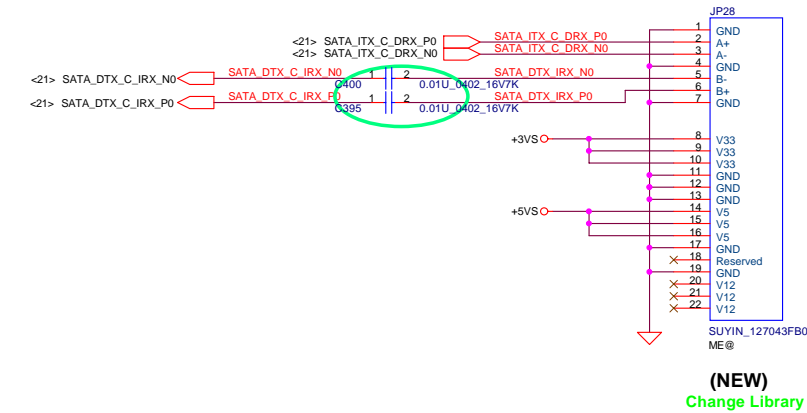 JP28
<21> SATA_ITX_C_DRX_P0 SATA_ITX_C_DRX_P0 1 GND
<21> SATA_ITX_C_DRX_N0 SATA_ITX_C_DRX_N0 2 A+
3 A-
4 GND
<21> SATA_DTX_C_IRX_N0 SATA_DTX_C_IRX_N0 1 2 SATA_DTX_IRX_N0 5 B-
C400 0.01U_0402_16V7K
6 B+
<21> SATA_DTX_C_IRX_P0 SATA_DTX_C_IRX_P0 1 2 SATA_DTX_IRX_P0 7 GND
C395 0.01U_0402_16V7K
+3VS 8 V33
9 V33
10 V33
11 GND
12 GND
13 GND
+5VS 14 V5
15 V5
16 V5
17 GND
18 Reserved
19 GND
20 V12
21 V12
22 V12
SUYIN_127043FB0
ME@
(NEW)
Change Library